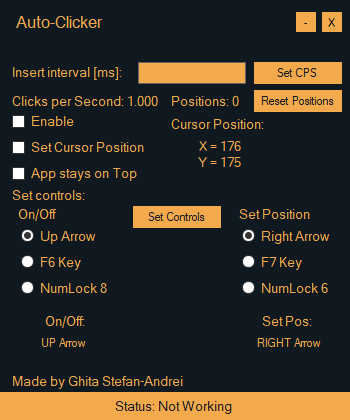 Auto-Clicker - X
Insert interval [ms]: Set CPS
Clicks per Second: 1.000 Positions: 0 Reset Positions
Enable Cursor Position:
Set Cursor Position X = 176
Y = 175
App stays on Top
Set controls:
On/Off Set Controls Set Position
Up Arrow Right Arrow
F6 Key F7 Key
NumLock 8 NumLock 6
On/Off: Set Pos:
UP Arrow RIGHT Arrow
Made by Ghita Stefan-Andrei
Status: Not Working